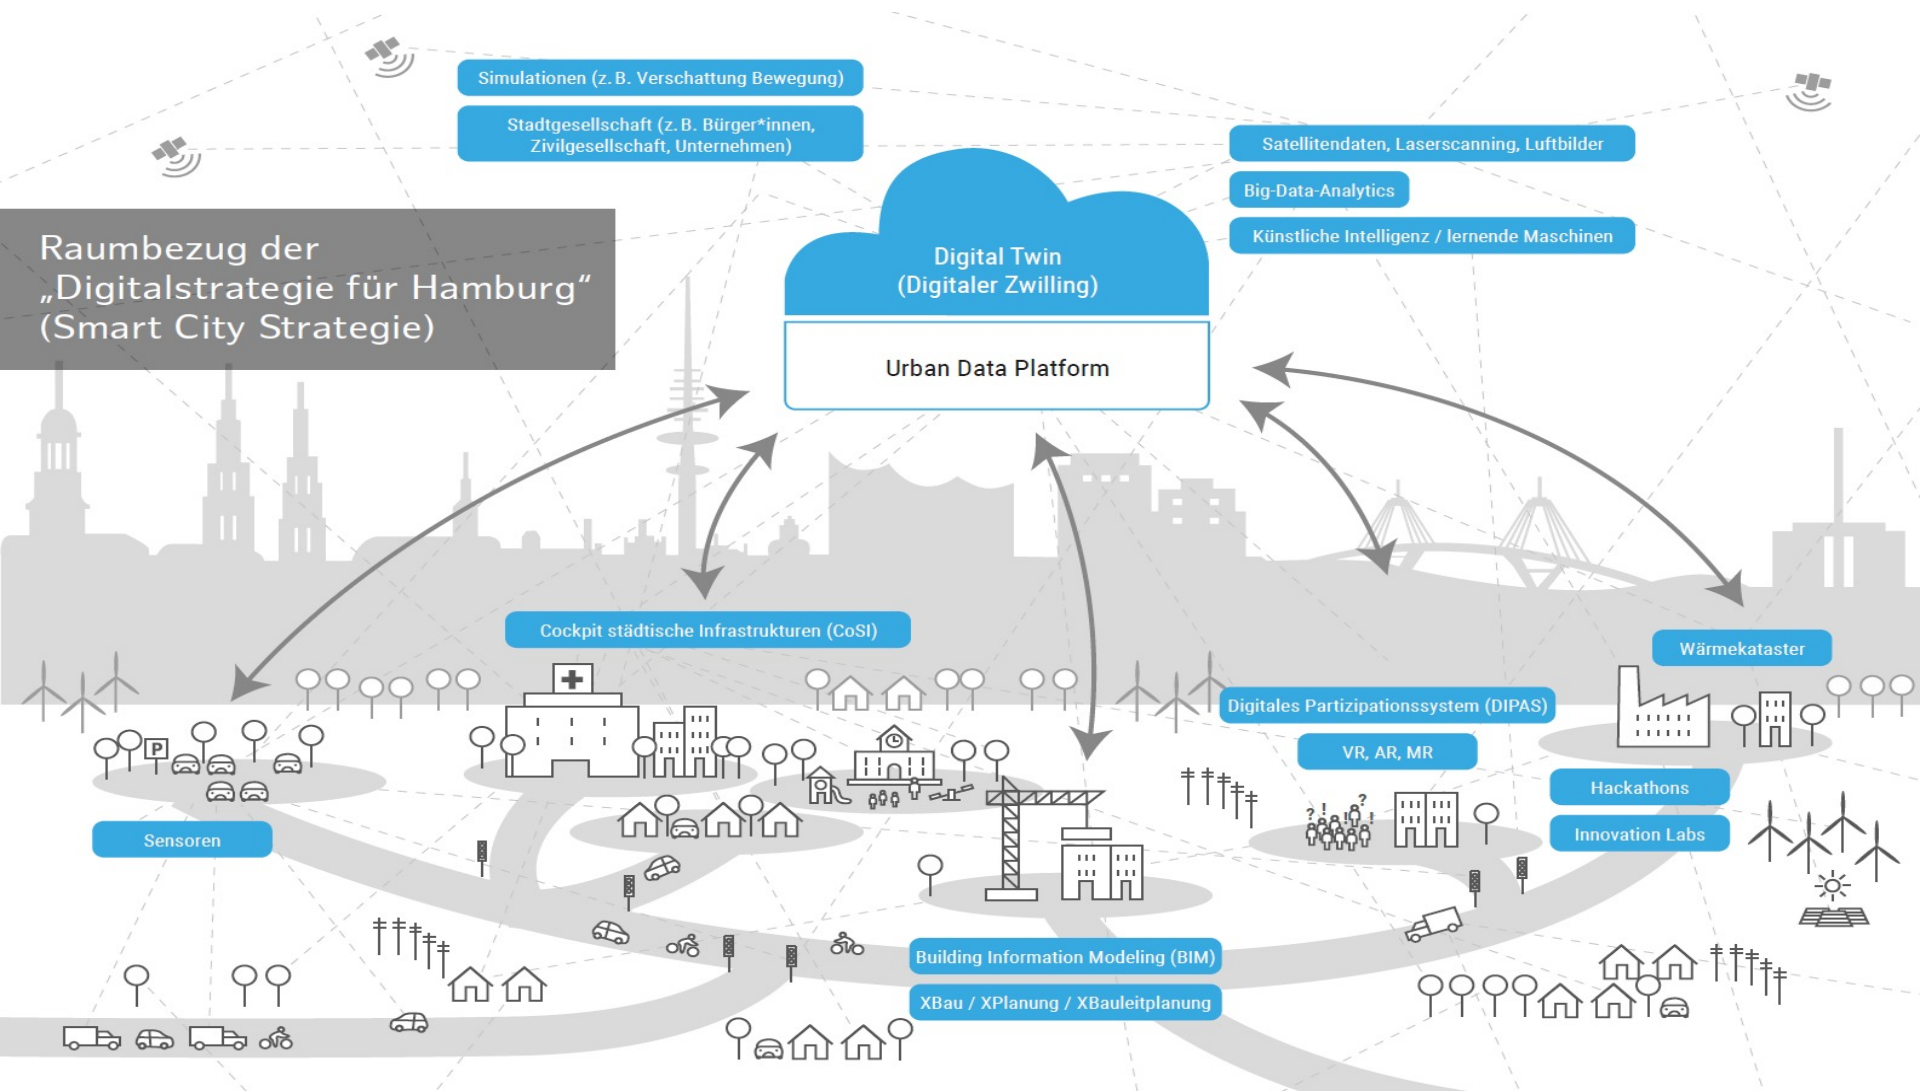 Simulationen (z. B. Verschattung Bewegung)
Stadtgesellschaft (z. B. Bürger*innen,
Zivilgesellschaft, Unternehmen)
Satellitendaten, Laserscanning, Luftbilder
Big-Data-Analytics
Künstliche Intelligenz / lernende Maschinen
Raumbezug der
„Digitalstrategie für Hamburg“
(Smart City Strategie)
Digital Twin
(Digitaler Zwilling)
Urban Data Platform
Cockpit städtische Infrastrukturen (CoSI)
Wärmekataster
Digitales Partizipationssystem (DIPAS)
VR, AR, MR
P
Hackathons
Innovation Labs
Sensoren
? ! ! ? !
Building Information Modeling (BIM)
XBau / XPlanung / XBauleitplanung